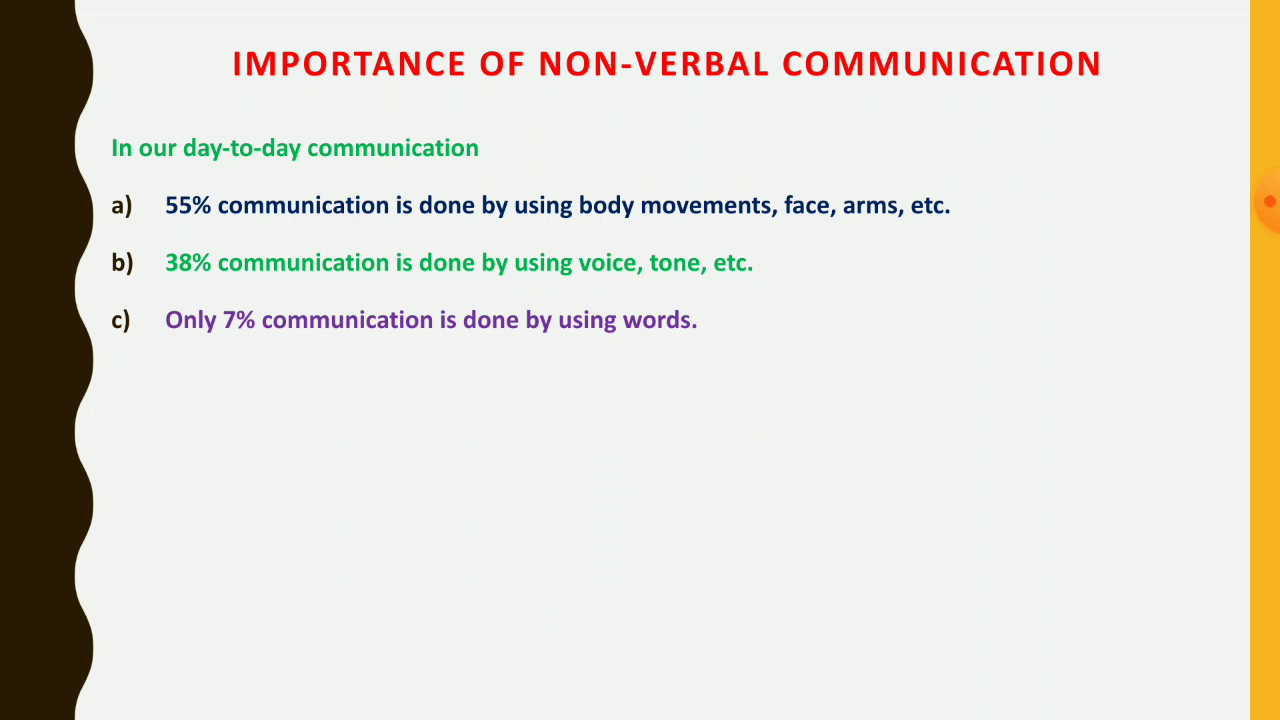 IMPORTANCE OF NON-VERBAL COMMUNICATION
In our day-to-day communication
a) 55% communication is done by using body movements, face, arms, etc.
b) 38% communication is done by using voice, tone, etc.
c) Only 7% communication is done by using words.